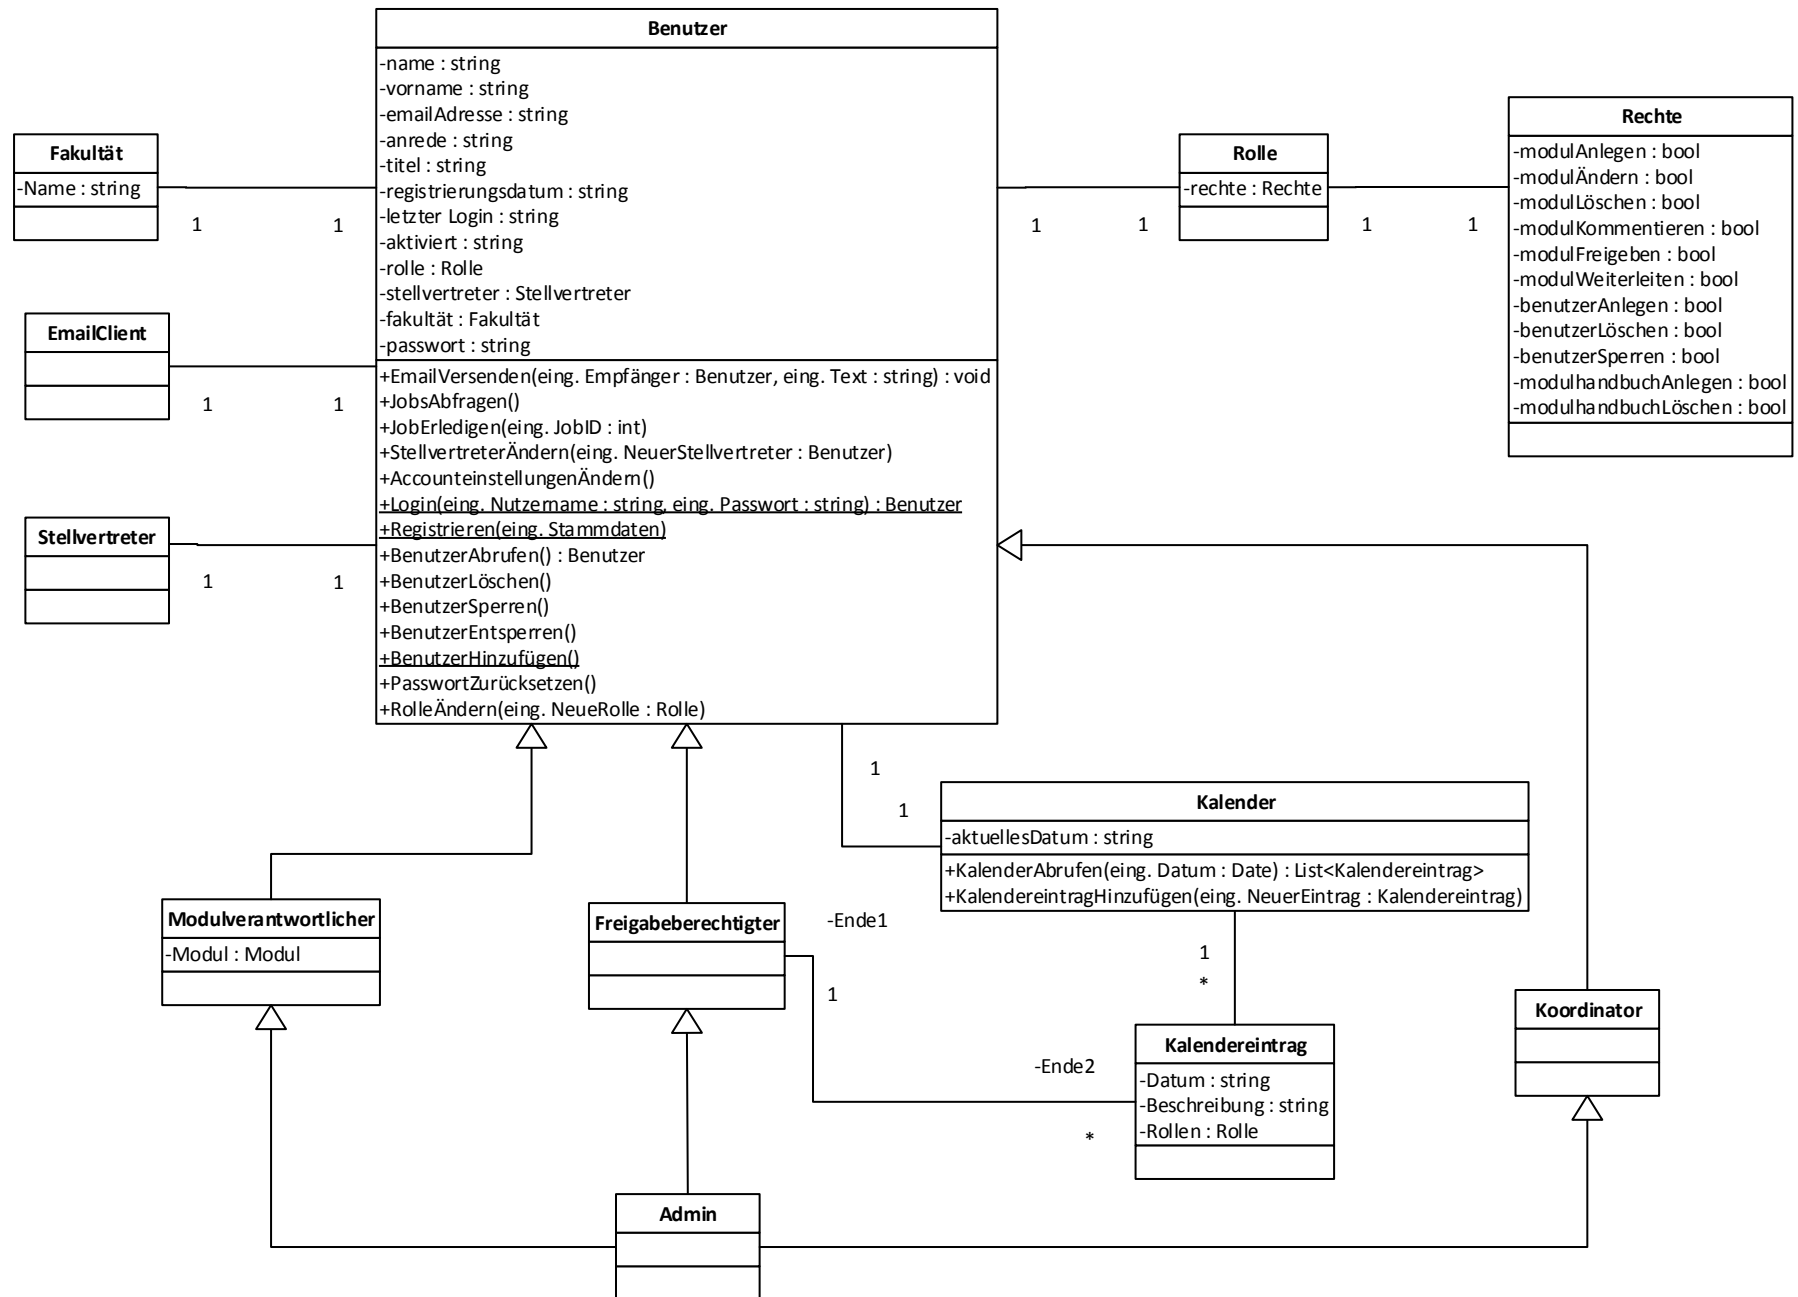 Benutzer
-name : string
-vorname : string
-emailAdresse : string
-anrede : string
-titel : string
-registrierungsdatum : string
-letzter Login : string
-aktiviert : string
-rolle : Rolle
-stellvertreter : Stellvertreter
-fakultät : Fakultät
-passwort : string
+EmailVersenden(eing. Empfänger : Benutzer, eing. Text : string) : void
+JobsAbfragen()
+JobErledigen(eing. JobID : int)
+StellvertreterÄndern(eing. NeuerStellvertreter : Benutzer)
+AccounteinstellungenÄndern()
+Login(eing. Nutzername : string, eing. Passwort : string) : Benutzer
+Registrieren(eing. Stammdaten)
+BenutzerAbrufen() : Benutzer
+BenutzerLöschen()
+BenutzerSperren()
+BenutzerEntsperren()
+BenutzerHinzufügen()
+PasswortZurücksetzen()
+RolleÄndern(eing. NeueRolle : Rolle)
Fakultät
-Name : string
1
1
EmailClient
1
1
Stellvertreter
1
1
Rolle
-rechte : Rechte
1
1
1
1
Rechte
-modulAnlegen : bool
-modulÄndern : bool
-modulLöschen : bool
-modulKommentieren : bool
-modulFreigeben : bool
-modulWeiterleiten : bool
-benutzerAnlegen : bool
-benutzerLöschen : bool
-benutzerSperren : bool
-modulhandbuchAnlegen : bool
-modulhandbuchLöschen : bool
1
1
Kalender
-aktuellesDatum : string
+KalenderAbrufen(eing. Datum : Date) : List<Kalendereintrag>
+KalendereintragHinzufügen(eing. NeuerEintrag : Kalendereintrag)
Modulverantwortlicher
-Modul : Modul
Freigabeberechtigter
-Ende1
1
1
*
Koordinator
Kalendereintrag
-Datum : string
-Beschreibung : string
-Rollen : Rolle
-Ende2
*
Admin